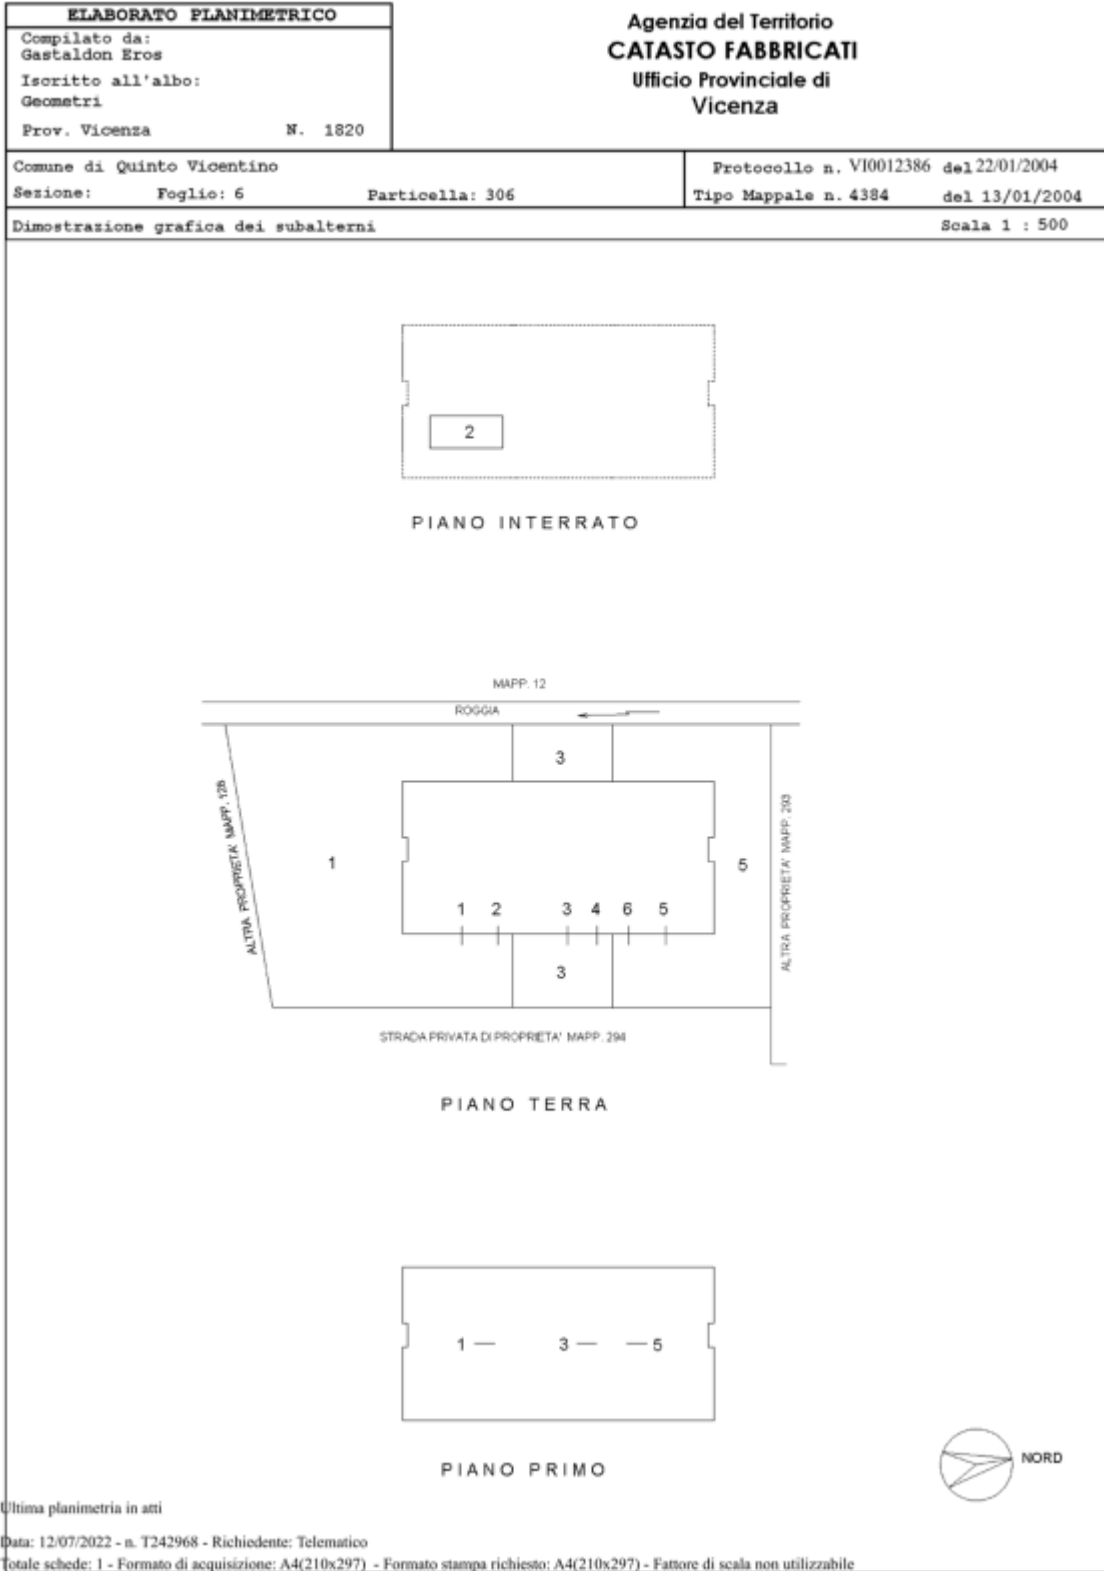 ELABORATO PLANIMETRICO
Compilato da:
Gastaldon Eros
Iscritto all'albo:
Geometri
Prov. Vicenza N. 1820
Agenzia del Territorio
CATASTO FABBRICATI
Ufficio Provinciale di
Vicenza
Comune di Quinto Vicentino
Sezione: Foglio: 6 Particella: 306
Protocollo n. VI0012386 del 22/01/2004
Tipo Mappale n. 4384 del 13/01/2004
Dimostrazione grafica dei subalterni Scala 1 : 500
2
PIANO INTERRATO
MAPP. 12
ROGGIA
3
ALTRA PROPRIETA' MAPP. 128
1
5
ALTRA PROPRIETA' MAPP. 293
1 2 3 4 6 5
3
STRADA PRIVATA DI PROPRIETA' MAPP. 294
PIANO TERRA
1 3 5
PIANO PRIMO
NORD
Ultima planimetria in atti
Data: 12/07/2022 - n. T242968 - Richiedente: Telematico
Totale schede: 1 - Formato di acquisizione: A4(210x297) - Formato stampa richiesto: A4(210x297) - Fattore di scala non utilizzabile